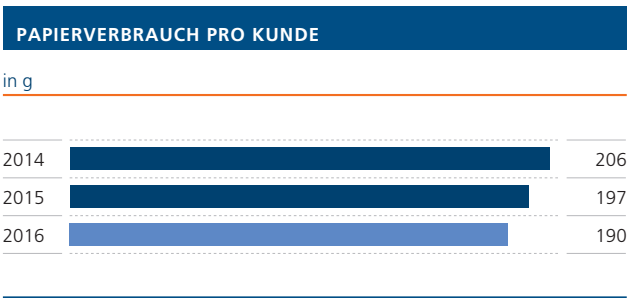 PAPIERVERBRAUCH PRO KUNDE
in g
2014 206
2015 197
2016 190